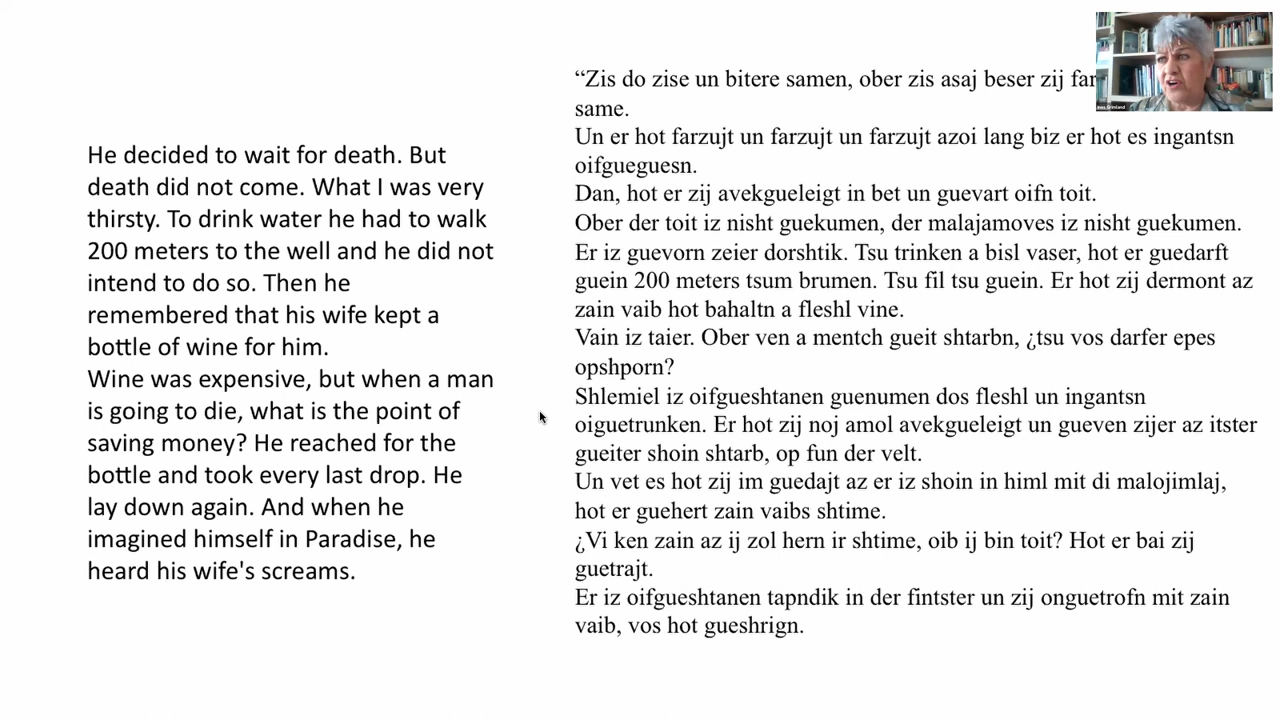 He decided to wait for death. But
death did not come. What I was very
thirsty. To drink water he had to walk
200 meters to the well and he did not
intend to do so. Then he
remembered that his wife kept a
bottle of wine for him.
Wine was expensive, but when a man
is going to die, what is the point of
saving money? He reached for the
bottle and took every last drop. He
lay down again. And when he
imagined himself in Paradise, he
heard his wife's screams.
“Zis do zise un bitere samen, ober zis asaj beser zij
same.
Un er hot farzujt un farzujt un farzujt azoi lang biz er hot es ingantsn
oifgueguesn.
Dan, hot er zij avekgueleigt in bet un guevart oifn toit.
Ober der toit iz nisht guekumen, der malajamoves iz nisht guekumen.
Er iz guevorn zeier dorshtik. Tsu trinken a bisl vaser, hot er guedarft
guein 200 meters tsum brumen. Tsu fil tsu guein. Er hot zij dermont az
zain vaib hot bahaltn a fleshl vine.
Vain iz taier. Ober ven a mentch gueit shtarbn, ¿tsu vos darfer epes
opshporn?
Shlemiel iz oifgueshtanen guenumen dos fleshl un ingantsn
oiguetrunken. Er hot zij noj amol avekgueleigt un gueven zijer az itster
gueiter shoin shtarb, op fun der velt.
Un vet es hot zij im guedajt az er iz shoin in himl mit di malojimlaj,
hot er guehert zain vaibs shtime.
¿Vi ken zain az ij zol hern ir shtime, oib ij bin toit? Hot er bai zij
guetrajt.
Er iz oifgueshtanen tapndik in der fintster un zij onguetrofn mit zain
vaib, vos hot gueshrign.